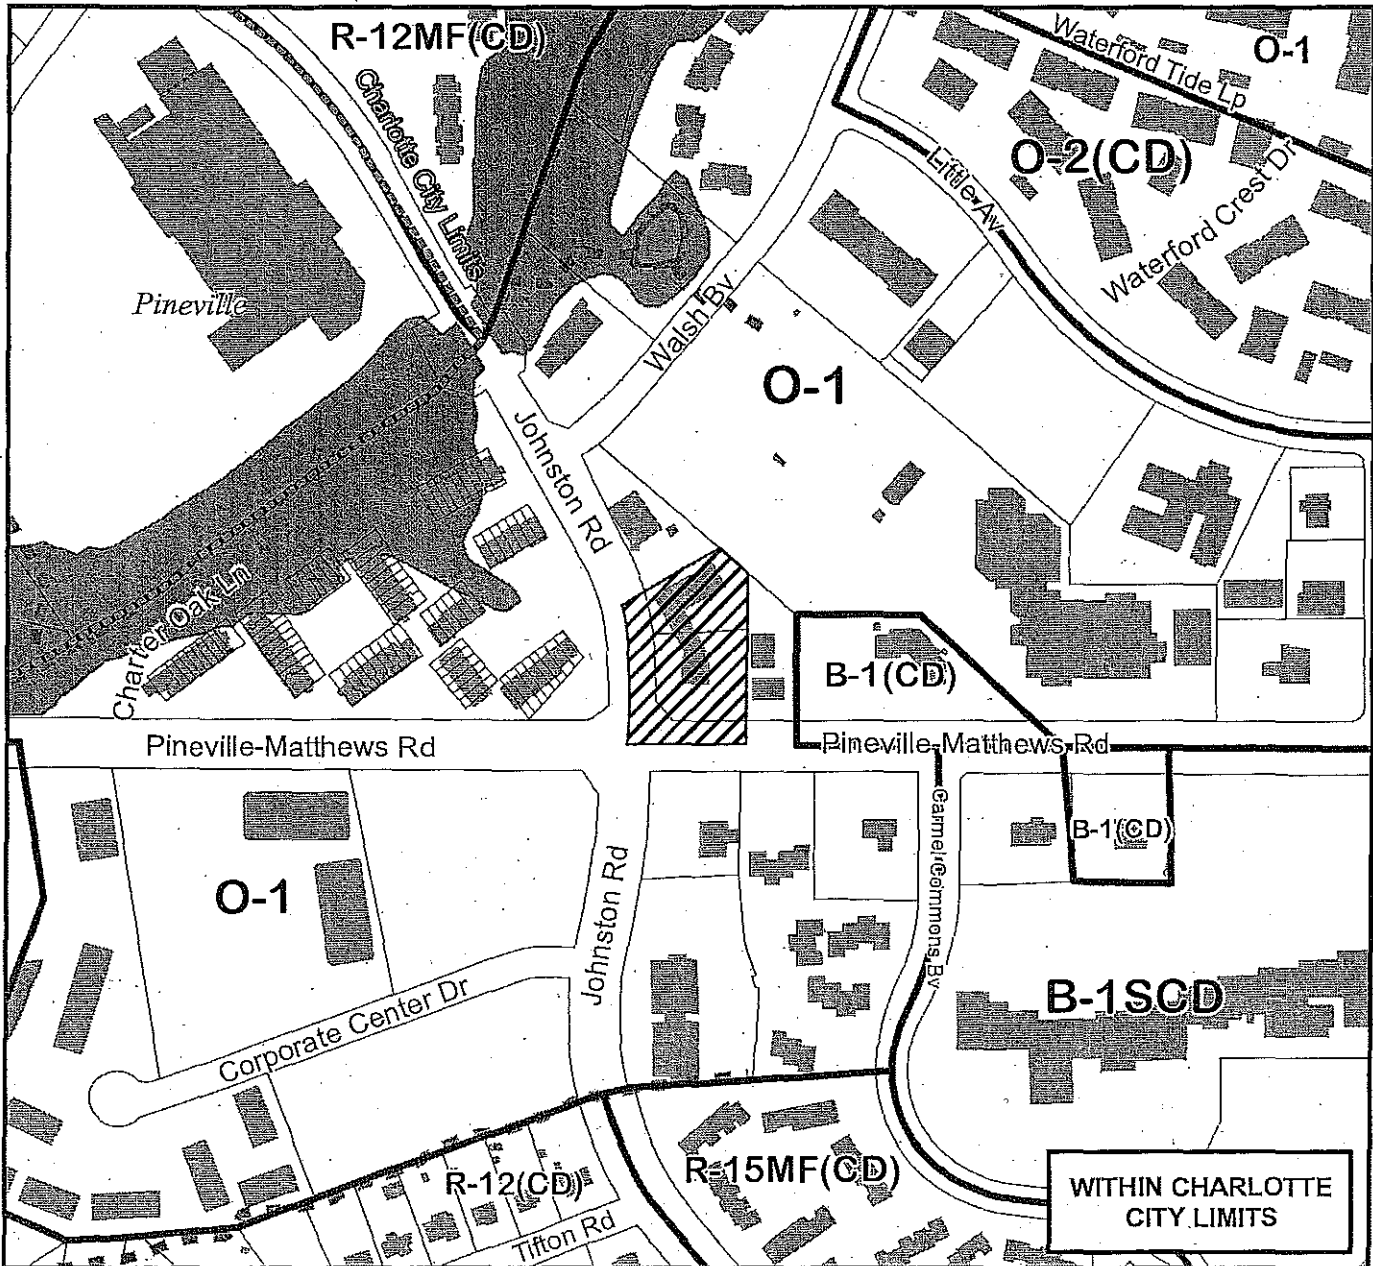 R-12MF(CD)
Charlotte City Limits
Waterford Tide Lp
O-1
O-2(CD)
Little Av
Waterford Crest Dr
Pineville
Walsh Bv
O-1
Johnston Rd
Charter Oak Ln
B-1(CD)
Pineville-Matthews Rd
Pineville-Matthews Rd
Carmel Commons Bv
B-1(CD)
O-1
Johnston Rd
Corporate Center Dr
B-1SCD
R-12(CD)
R-15MF(CD)
Tifton Rd
WITHIN CHARLOTTE
CITY LIMITS